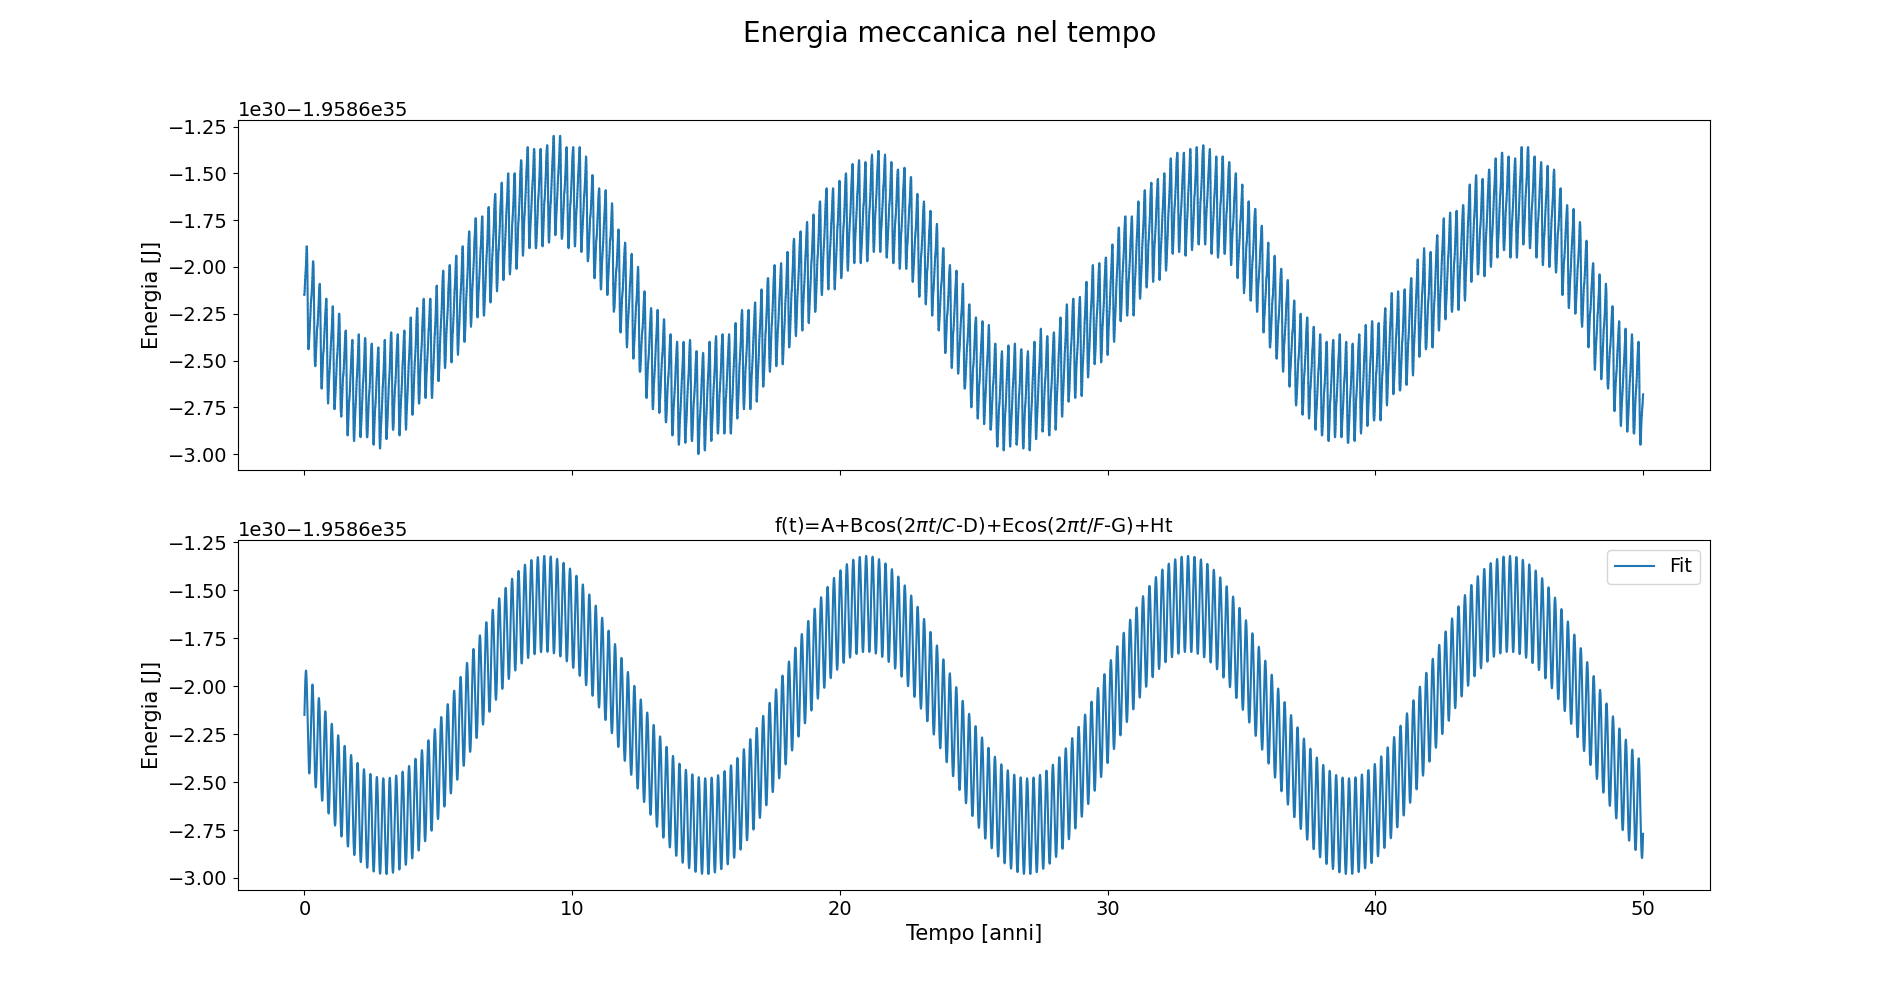 Energia meccanica nel tempo
1e30−1.9586e35
−1.25
−1.50
−1.75
−2.00
−2.25
−2.50
−2.75
−3.00
Energia [J]
f(t)=A+Bcos(2πt/C-D)+Ecos(2πt/F-G)+Ht
1e30−1.9586e35
−1.25
−1.50
−1.75
−2.00
−2.25
−2.50
−2.75
−3.00
Energia [J]
Fit
0 10 20 30 40 50
Tempo [anni]